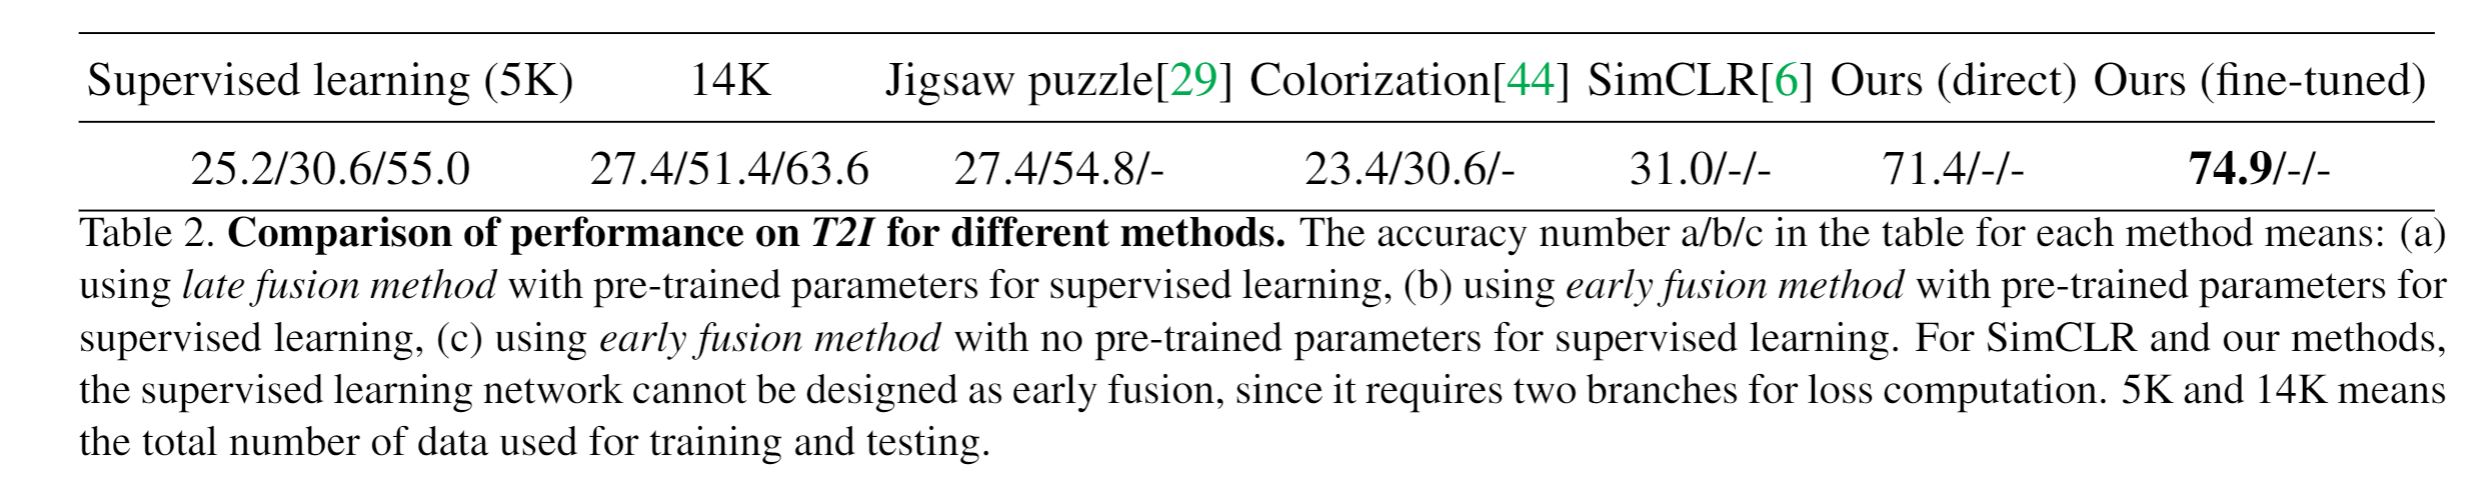 Supervised learning (5K) 14K Jigsaw puzzle[29] Colorization[44] SimCLR[6] Ours (direct) Ours (fine-tuned)
25.2/30.6/55.0 27.4/51.4/63.6 27.4/54.8/- 23.4/30.6/- 31.0/-/- 71.4/-/- 74.9/-/-
Table 2. Comparison of performance on T2I for different methods. The accuracy number a/b/c in the table for each method means: (a)
using late fusion method with pre-trained parameters for supervised learning, (b) using early fusion method with pre-trained parameters for
supervised learning, (c) using early fusion method with no pre-trained parameters for supervised learning. For SimCLR and our methods,
the supervised learning network cannot be designed as early fusion, since it requires two branches for loss computation. 5K and 14K means
the total number of data used for training and testing.